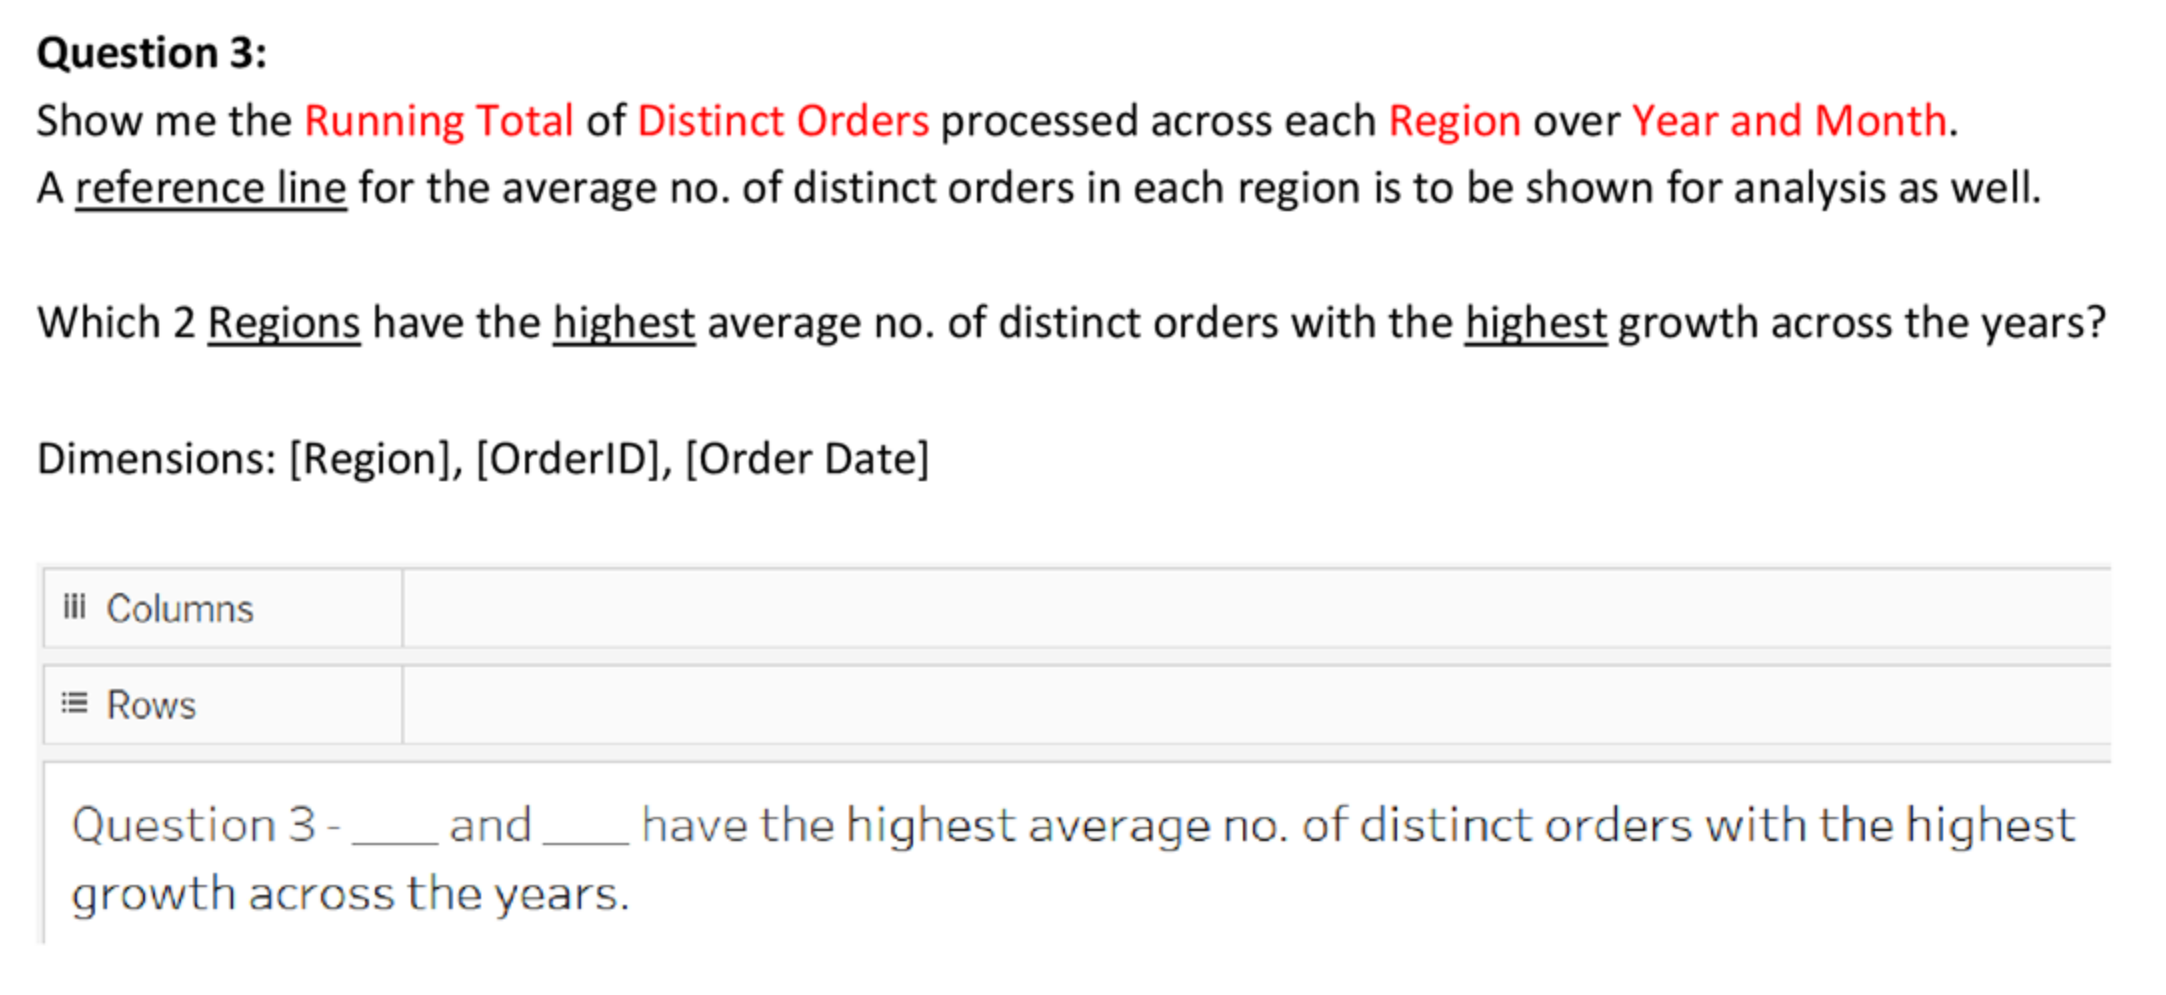 Question 3:
Show me the Running Total of Distinct Orders processed across each Region over Year and Month.
A reference line for the average no. of distinct orders in each region is to be shown for analysis as well.
Which 2 Regions have the highest average no. of distinct orders with the highest growth across the years?
Dimensions: [Region], [OrderID], [Order Date]
Columns
Rows
Question 3 - ____ and ____ have the highest average no. of distinct orders with the highest
growth across the years.